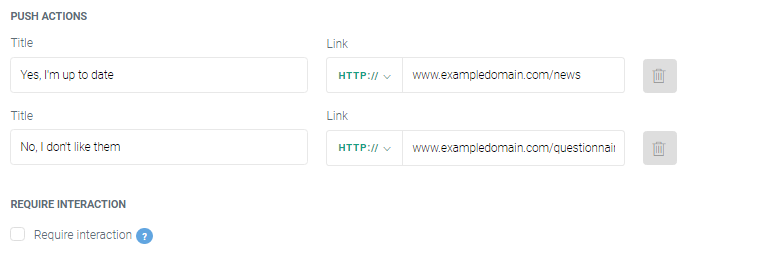 PUSH ACTIONS
Title Link
Yes, I'm up to date HTTP:// www.exampledomain.com/news
Title Link
No, I don't like them HTTP:// www.exampledomain.com/questionnair
REQUIRE INTERACTION
Require interaction ?